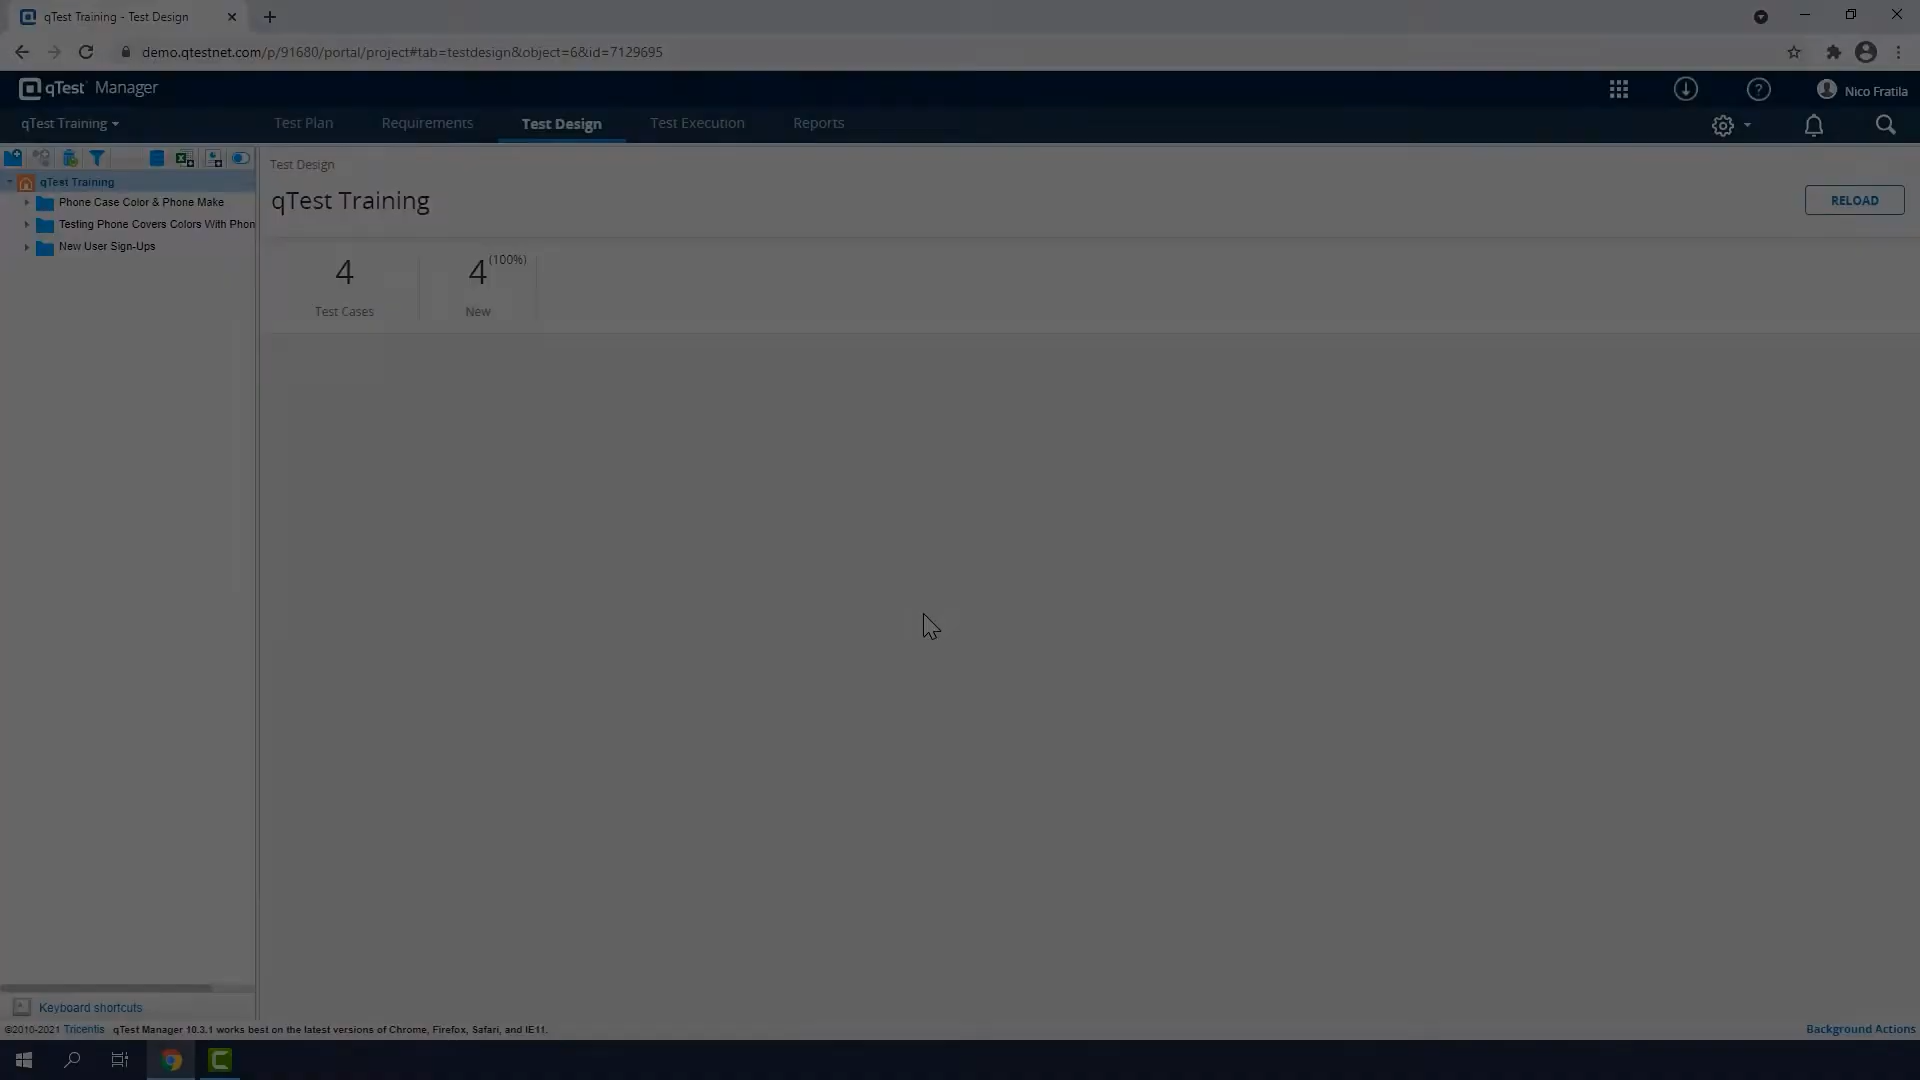 qTest Training - Test Design
demo.qtestnet.com/p/91680/portal/project#tab=testdesign&object=6&id=7129695
qTest Manager
Nico Fratila
qTest Training
Test Plan
Requirements
Test Design
Test Execution
Reports
qTest Training
Phone Case Color & Phone Make
Testing Phone Covers Colors With Phon
New User Sign-Ups
Test Design
qTest Training
RELOAD
4
Test Cases
4 (100%)
New
Keyboard shortcuts
©2010-2021 Tricentis qTest Manager 10.3.1 works best on the latest versions of Chrome, Firefox, Safari, and IE11.
Background Actions